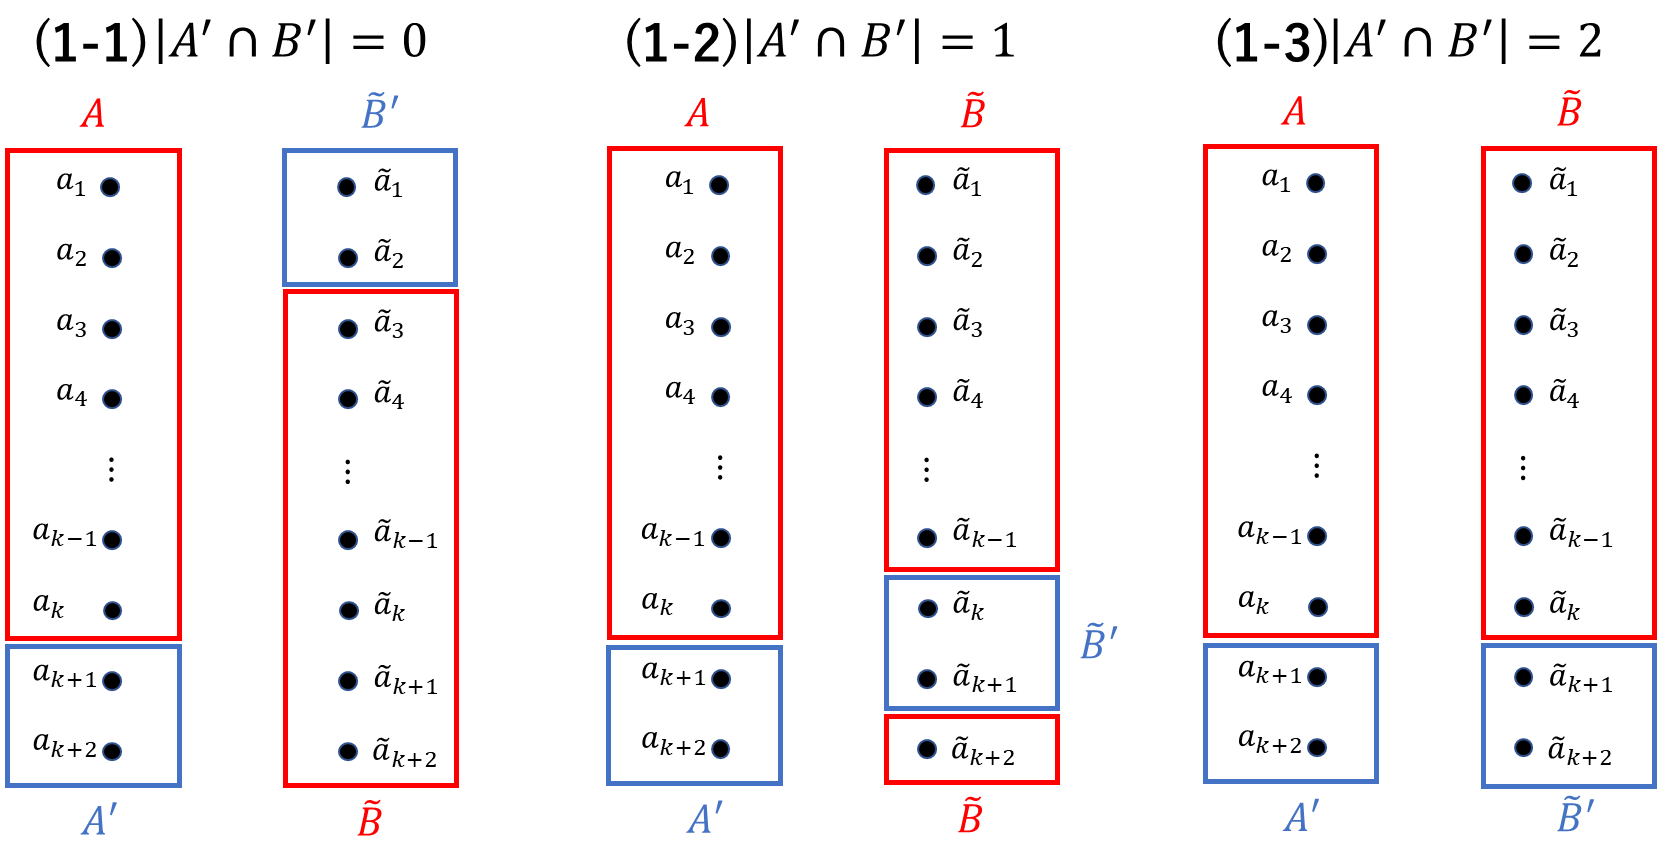 (1-1)|A′ ∩ B′| = 0
A
B̃′
a₁
ã₁
a₂
ã₂
a₃
ã₃
a₄
ã₄
⋮
⋮
aₖ₋₁
ãₖ₋₁
aₖ
ãₖ
aₖ₊₁
ãₖ₊₁
aₖ₊₂
ãₖ₊₂
A′
B̃
(1-2)|A′ ∩ B′| = 1
A
B̃
a₁
ã₁
a₂
ã₂
a₃
ã₃
a₄
ã₄
⋮
⋮
aₖ₋₁
ãₖ₋₁
aₖ
ãₖ
B̃′
aₖ₊₁
ãₖ₊₁
aₖ₊₂
ãₖ₊₂
A′
B̃
(1-3)|A′ ∩ B′| = 2
A
B̃
a₁
ã₁
a₂
ã₂
a₃
ã₃
a₄
ã₄
⋮
⋮
aₖ₋₁
ãₖ₋₁
aₖ
ãₖ
aₖ₊₁
ãₖ₊₁
aₖ₊₂
ãₖ₊₂
A′
B̃′